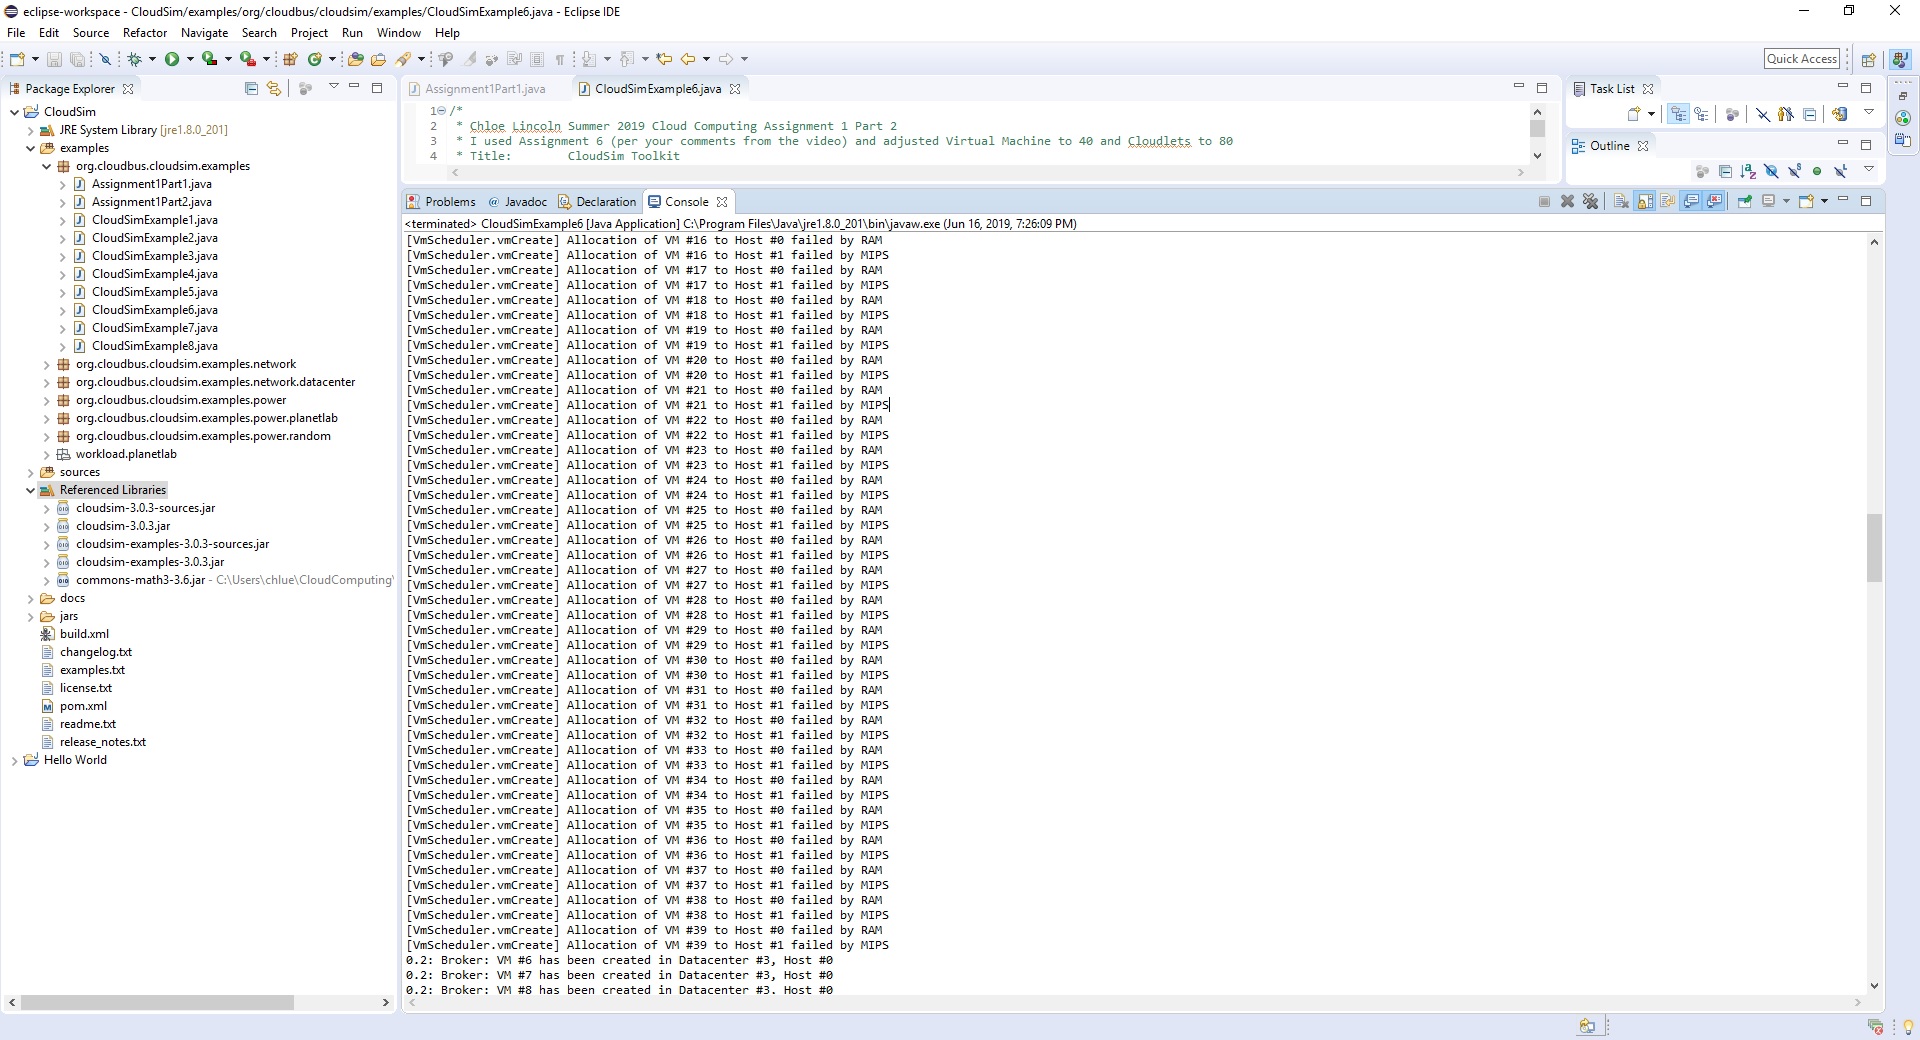 eclipse-workspace - CloudSim/examples/org/cloudbus/cloudsim/examples/CloudSimExample6.java - Eclipse IDE
File Edit Source Refactor Navigate Search Project Run Window Help
Quick Access
Package Explorer
CloudSim
JRE System Library [jre1.8.0_201]
examples
org.cloudbus.cloudsim.examples
Assignment1Part1.java
Assignment1Part2.java
CloudSimExample1.java
CloudSimExample2.java
CloudSimExample3.java
CloudSimExample4.java
CloudSimExample5.java
CloudSimExample6.java
CloudSimExample7.java
CloudSimExample8.java
org.cloudbus.cloudsim.examples.network
org.cloudbus.cloudsim.examples.network.datacenter
org.cloudbus.cloudsim.examples.power
org.cloudbus.cloudsim.examples.power.planetlab
org.cloudbus.cloudsim.examples.power.random
workload.planetlab
sources
Referenced Libraries
cloudsim-3.0.3-sources.jar
cloudsim-3.0.3.jar
cloudsim-examples-3.0.3-sources.jar
cloudsim-examples-3.0.3.jar
commons-math3-3.6.jar - C:\Users\chlue\CloudComputing\
docs
jars
build.xml
changelog.txt
examples.txt
license.txt
pom.xml
readme.txt
release_notes.txt
Hello World
Assignment1Part1.java CloudSimExample6.java
1 /*
2 * Chloe Lincoln Summer 2019 Cloud Computing Assignment 1 Part 2
3 * I used Assignment 6 (per your comments from the video) and adjusted Virtual Machine to 40 and Cloudlets to 80
4 * Title: CloudSim Toolkit
Task List
Outline
Problems @ Javadoc Declaration Console
<terminated> CloudSimExample6 [Java Application] C:\Program Files\Java\jre1.8.0_201\bin\javaw.exe (Jun 16, 2019, 7:26:09 PM)
[VmScheduler.vmCreate] Allocation of VM #16 to Host #0 failed by RAM
[VmScheduler.vmCreate] Allocation of VM #16 to Host #1 failed by MIPS
[VmScheduler.vmCreate] Allocation of VM #17 to Host #0 failed by RAM
[VmScheduler.vmCreate] Allocation of VM #17 to Host #1 failed by MIPS
[VmScheduler.vmCreate] Allocation of VM #18 to Host #0 failed by RAM
[VmScheduler.vmCreate] Allocation of VM #18 to Host #1 failed by MIPS
[VmScheduler.vmCreate] Allocation of VM #19 to Host #0 failed by RAM
[VmScheduler.vmCreate] Allocation of VM #19 to Host #1 failed by MIPS
[VmScheduler.vmCreate] Allocation of VM #20 to Host #0 failed by RAM
[VmScheduler.vmCreate] Allocation of VM #20 to Host #1 failed by MIPS
[VmScheduler.vmCreate] Allocation of VM #21 to Host #0 failed by RAM
[VmScheduler.vmCreate] Allocation of VM #21 to Host #1 failed by MIPS
[VmScheduler.vmCreate] Allocation of VM #22 to Host #0 failed by RAM
[VmScheduler.vmCreate] Allocation of VM #22 to Host #1 failed by MIPS
[VmScheduler.vmCreate] Allocation of VM #23 to Host #0 failed by RAM
[VmScheduler.vmCreate] Allocation of VM #23 to Host #1 failed by MIPS
[VmScheduler.vmCreate] Allocation of VM #24 to Host #0 failed by RAM
[VmScheduler.vmCreate] Allocation of VM #24 to Host #1 failed by MIPS
[VmScheduler.vmCreate] Allocation of VM #25 to Host #0 failed by RAM
[VmScheduler.vmCreate] Allocation of VM #25 to Host #1 failed by MIPS
[VmScheduler.vmCreate] Allocation of VM #26 to Host #0 failed by RAM
[VmScheduler.vmCreate] Allocation of VM #26 to Host #1 failed by MIPS
[VmScheduler.vmCreate] Allocation of VM #27 to Host #0 failed by RAM
[VmScheduler.vmCreate] Allocation of VM #27 to Host #1 failed by MIPS
[VmScheduler.vmCreate] Allocation of VM #28 to Host #0 failed by RAM
[VmScheduler.vmCreate] Allocation of VM #28 to Host #1 failed by MIPS
[VmScheduler.vmCreate] Allocation of VM #29 to Host #0 failed by RAM
[VmScheduler.vmCreate] Allocation of VM #29 to Host #1 failed by MIPS
[VmScheduler.vmCreate] Allocation of VM #30 to Host #0 failed by RAM
[VmScheduler.vmCreate] Allocation of VM #30 to Host #1 failed by MIPS
[VmScheduler.vmCreate] Allocation of VM #31 to Host #0 failed by RAM
[VmScheduler.vmCreate] Allocation of VM #31 to Host #1 failed by MIPS
[VmScheduler.vmCreate] Allocation of VM #32 to Host #0 failed by RAM
[VmScheduler.vmCreate] Allocation of VM #32 to Host #1 failed by MIPS
[VmScheduler.vmCreate] Allocation of VM #33 to Host #0 failed by RAM
[VmScheduler.vmCreate] Allocation of VM #33 to Host #1 failed by MIPS
[VmScheduler.vmCreate] Allocation of VM #34 to Host #0 failed by RAM
[VmScheduler.vmCreate] Allocation of VM #34 to Host #1 failed by MIPS
[VmScheduler.vmCreate] Allocation of VM #35 to Host #0 failed by RAM
[VmScheduler.vmCreate] Allocation of VM #35 to Host #1 failed by MIPS
[VmScheduler.vmCreate] Allocation of VM #36 to Host #0 failed by RAM
[VmScheduler.vmCreate] Allocation of VM #36 to Host #1 failed by MIPS
[VmScheduler.vmCreate] Allocation of VM #37 to Host #0 failed by RAM
[VmScheduler.vmCreate] Allocation of VM #37 to Host #1 failed by MIPS
[VmScheduler.vmCreate] Allocation of VM #38 to Host #0 failed by RAM
[VmScheduler.vmCreate] Allocation of VM #38 to Host #1 failed by MIPS
[VmScheduler.vmCreate] Allocation of VM #39 to Host #0 failed by RAM
[VmScheduler.vmCreate] Allocation of VM #39 to Host #1 failed by MIPS
0.2: Broker: VM #6 has been created in Datacenter #3, Host #0
0.2: Broker: VM #7 has been created in Datacenter #3, Host #0
0.2: Broker: VM #8 has been created in Datacenter #3, Host #0